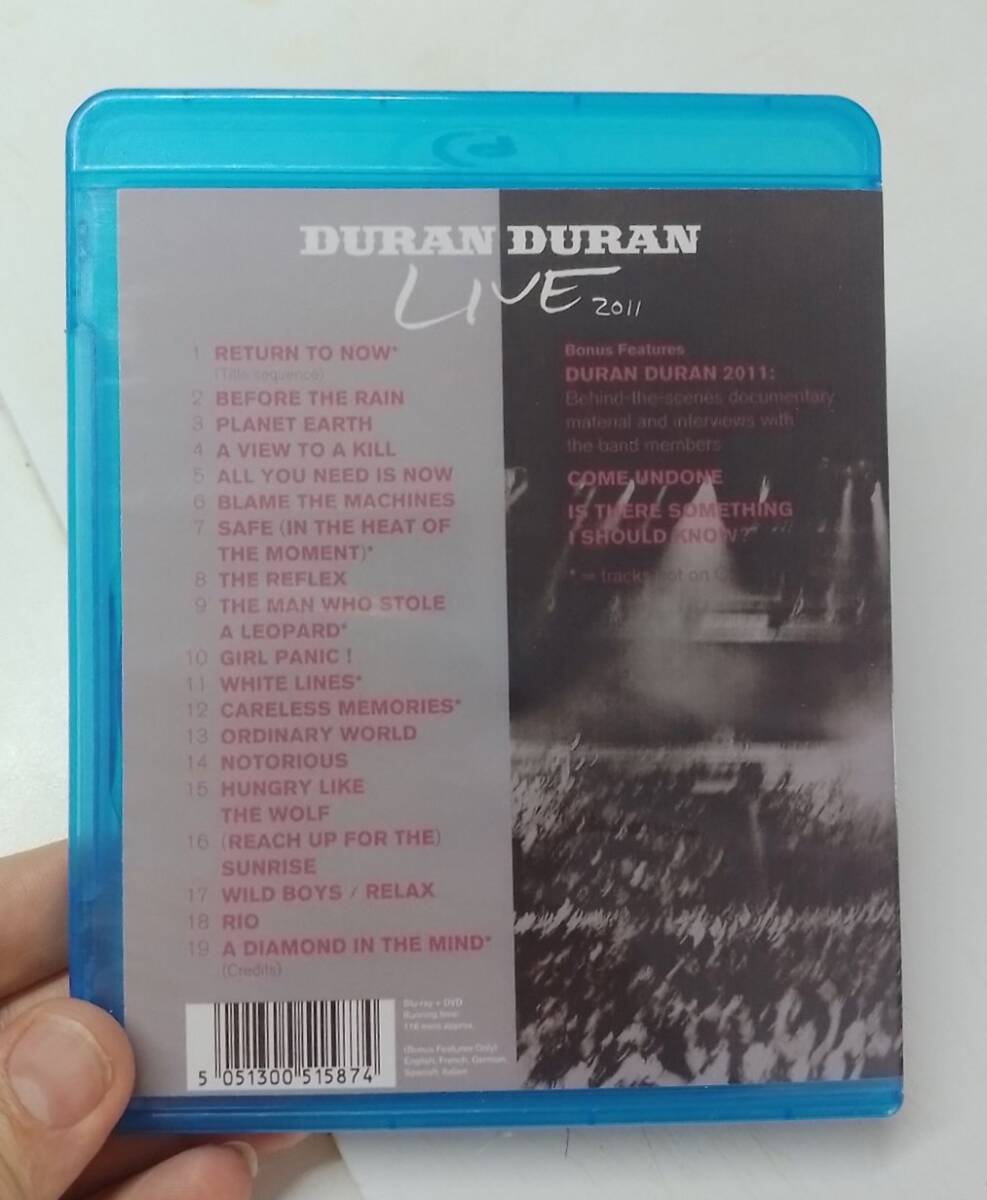 DURAN DURAN
LIVE 2011
1 RETURN TO NOW*
(Title sequence)
2 BEFORE THE RAIN
3 PLANET EARTH
4 A VIEW TO A KILL
5 ALL YOU NEED IS NOW
6 BLAME THE MACHINES
7 SAFE (IN THE HEAT OF
THE MOMENT)*
8 THE REFLEX
9 THE MAN WHO STOLE
A LEOPARD*
10 GIRL PANIC !
11 WHITE LINES*
12 CARELESS MEMORIES*
13 ORDINARY WORLD
14 NOTORIOUS
15 HUNGRY LIKE
THE WOLF
16 (REACH UP FOR THE)
SUNRISE
17 WILD BOYS / RELAX
18 RIO
19 A DIAMOND IN THE MIND*
(Credits)
Bonus Features
DURAN DURAN 2011:
Behind-the-scenes documentary
material and interviews with
the band members
COME UNDONE
IS THERE SOMETHING
I SHOULD KNOW?*
* = tracks not on
5 051300 515874
Blu-ray + DVD
Running time:
116 mins approx.
(Bonus Features Only)
English, French, German,
Spanish, Italian